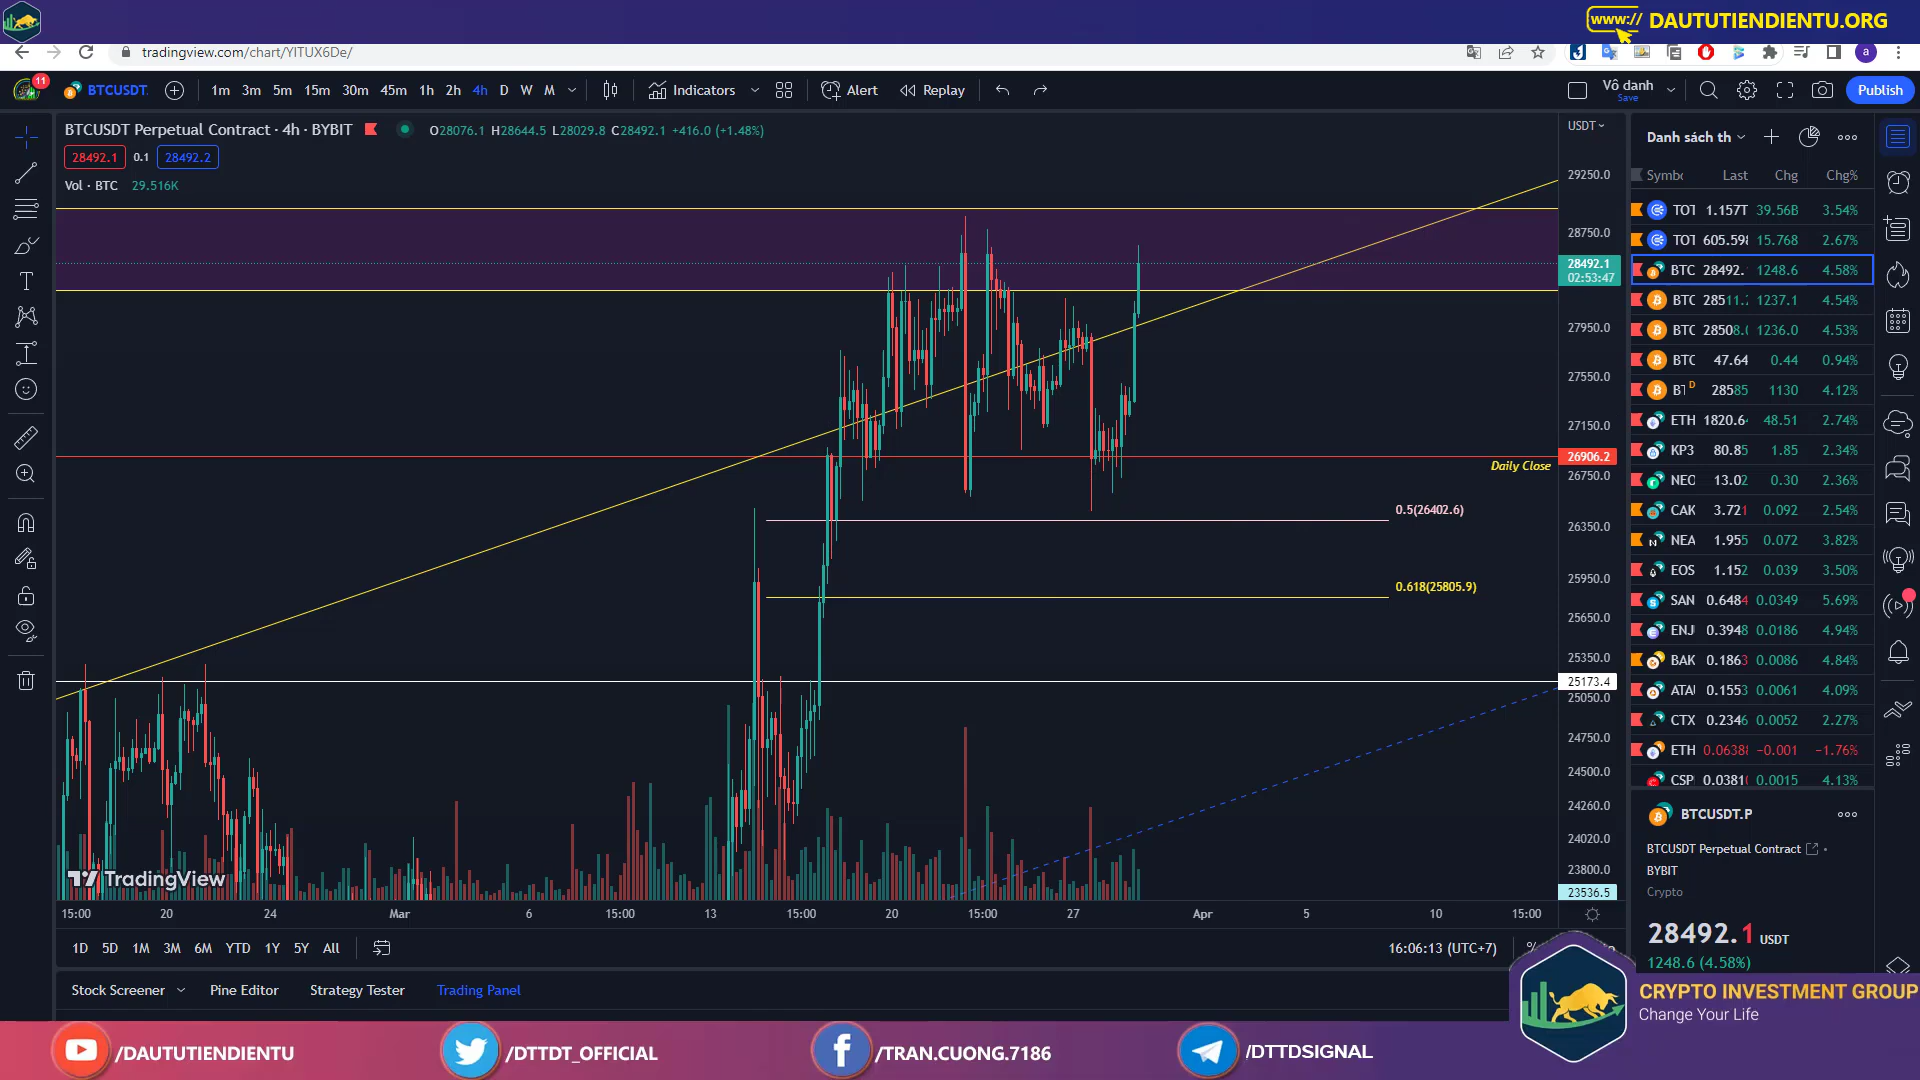 www:// DAUTUTIENDIENTU.ORG
tradingview.com/chart/YITUX6De/
11
BTCUSDT.
1m 3m 5m 15m 30m 45m 1h 2h 4h D W M
Indicators
Alert
Replay
Vô danh
Save
Publish
BTCUSDT Perpetual Contract · 4h · BYBIT
O28076.1 H28644.5 L28029.8 C28492.1 +416.0 (+1.48%)
28492.1 0.1 28492.2
Vol · BTC 29.516K
USDT
29250.0
28750.0
28492.1
02:53:47
27950.0
27550.0
27150.0
26906.2
Daily Close
26750.0
0.5(26402.6)
26350.0
25950.0
0.618(25805.9)
25650.0
25350.0
25173.4
25050.0
24750.0
24500.0
24260.0
24020.0
23800.0
23536.5
TradingView
15:00 20 24 Mar 6 15:00 13 15:00 20 15:00 27 Apr 5 10 15:00
1D 5D 1M 3M 6M YTD 1Y 5Y All
16:06:13 (UTC+7)
Stock Screener
Pine Editor
Strategy Tester
Trading Panel
Danh sách th
Symbo Last Chg Chg%
TOT 1.157T 39.56B 3.54%
TOT 605.598 15.768 2.67%
BTC 28492. 1248.6 4.58%
BTC 28511.2 1237.1 4.54%
BTC 28508.0 1236.0 4.53%
BTC 47.64 0.44 0.94%
BT D 28585 1130 4.12%
ETH 1820.64 48.51 2.74%
KP3 80.85 1.85 2.34%
NEO 13.02 0.30 2.36%
CAK 3.721 0.092 2.54%
NEA 1.955 0.072 3.82%
EOS 1.152 0.039 3.50%
SAN 0.6484 0.0349 5.69%
ENJ 0.3948 0.0186 4.94%
BAK 0.1863 0.0086 4.84%
ATA 0.1553 0.0061 4.09%
CTX 0.2346 0.0052 2.27%
ETH 0.0638 −0.001 −1.76%
CSP 0.0381 0.0015 4.13%
BTCUSDT.P
BTCUSDT Perpetual Contract
BYBIT
Crypto
28492.1 USDT
1248.6 (4.58%)
CRYPTO INVESTMENT GROUP
Change Your Life
/DAUTUTIENDIENTU
/DTTDT_OFFICIAL
/TRAN.CUONG.7186
/DTTDSIGNAL